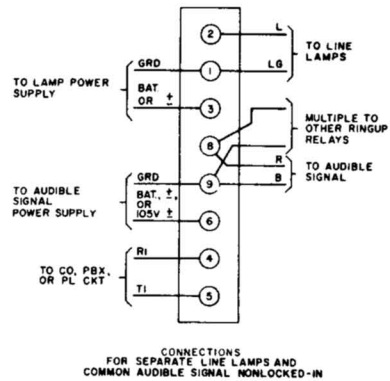 2 L
TO LINE
LAMPS
GRD 1 LG
TO LAMP POWER
SUPPLY
BAT.
OR ± 3
MULTIPLE TO
OTHER RINGUP
RELAYS
8
R
TO AUDIBLE
SIGNAL
GRD 9 B
TO AUDIBLE
SIGNAL
POWER SUPPLY
BAT., ±,
OR
105V ± 6
R1 4
TO CO, PBX,
OR PL CKT
T1 5
CONNECTIONS
FOR SEPARATE LINE LAMPS AND
COMMON AUDIBLE SIGNAL NONLOCKED-IN